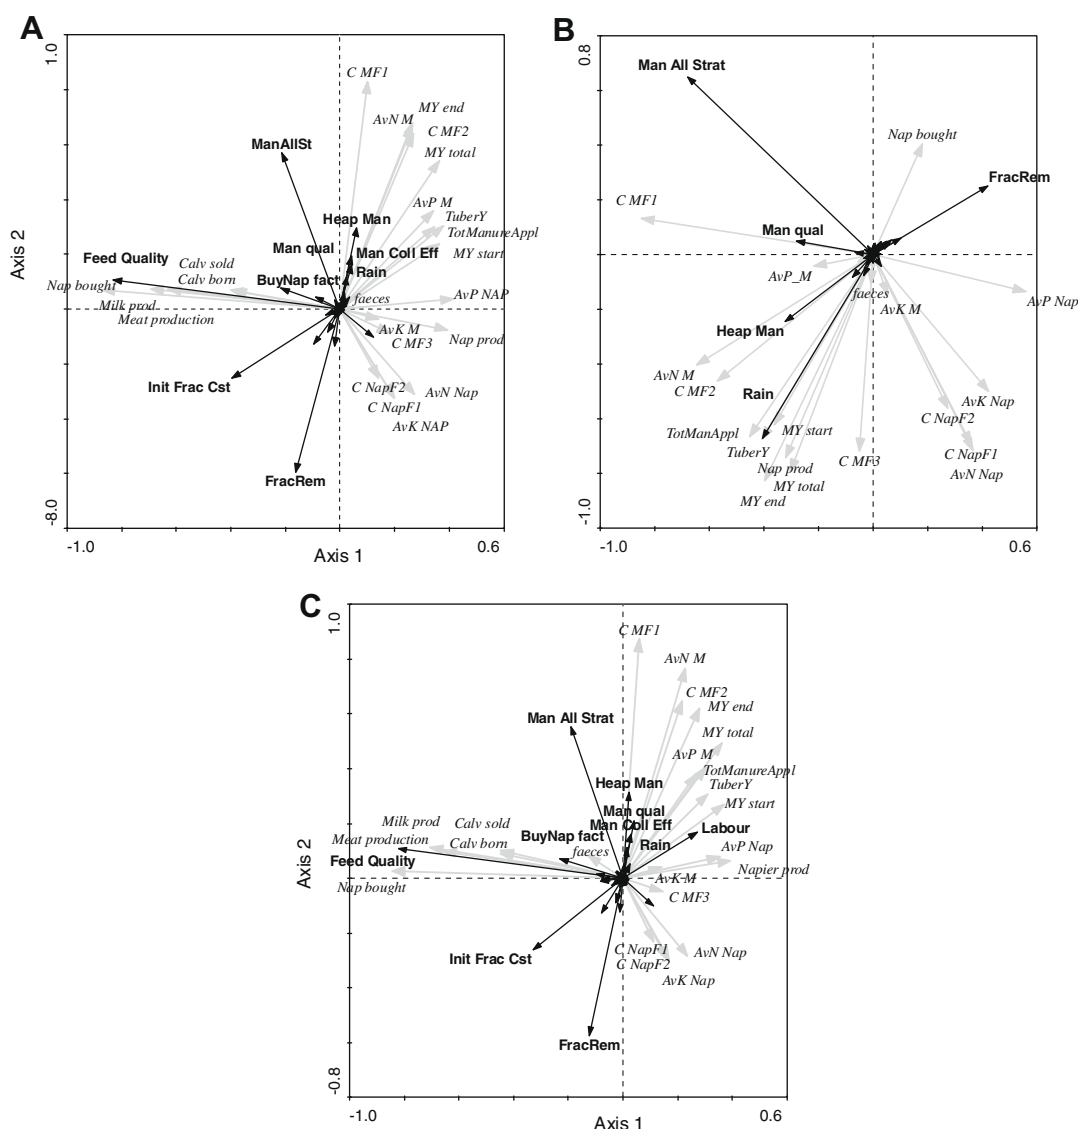 A
1.0
C MF1
MY end
AvN M
C MF2
ManAllSt
MY total
AvP M
Heap Man
TuberY
TotManureAppl
Man qual
Man Coll Eff
MY start
Feed Quality
Calv sold
Rain
Calv born
BuyNap fact
Nap bought
faeces
AvP NAP
Milk prod
Meat production
AvK M
Nap prod
C MF3
Init Frac Cst
C NapF2
AvN Nap
C NapF1
AvK NAP
FracRem
Axis 2
-8.0
-1.0
Axis 1
0.6
B
0.8
Man All Strat
Nap bought
FracRem
C MF1
Man qual
AvP_M
faeces
AvP Nap
AvK M
Heap Man
AvN M
C MF2
Rain
AvK Nap
C NapF2
TotManAppl
MY start
TuberY
C MF3
C NapF1
Nap prod
AvN Nap
MY total
MY end
-1.0
-1.0
0.6
C
1.0
C MF1
AvN M
C MF2
MY end
Man All Strat
MY total
AvP M
TotManureAppl
Heap Man
TuberY
Man qual
MY start
Milk prod
Calv sold
Man Coll Eff
Labour
Meat production
Calv born
BuyNap fact
Rain
AvP Nap
faeces
Feed Quality
Napier prod
Nap bought
AvK M
C MF3
C NapF1
AvN Nap
Init Frac Cst
C NapF2
AvK Nap
FracRem
Axis 2
-0.8
-1.0
Axis 1
0.6